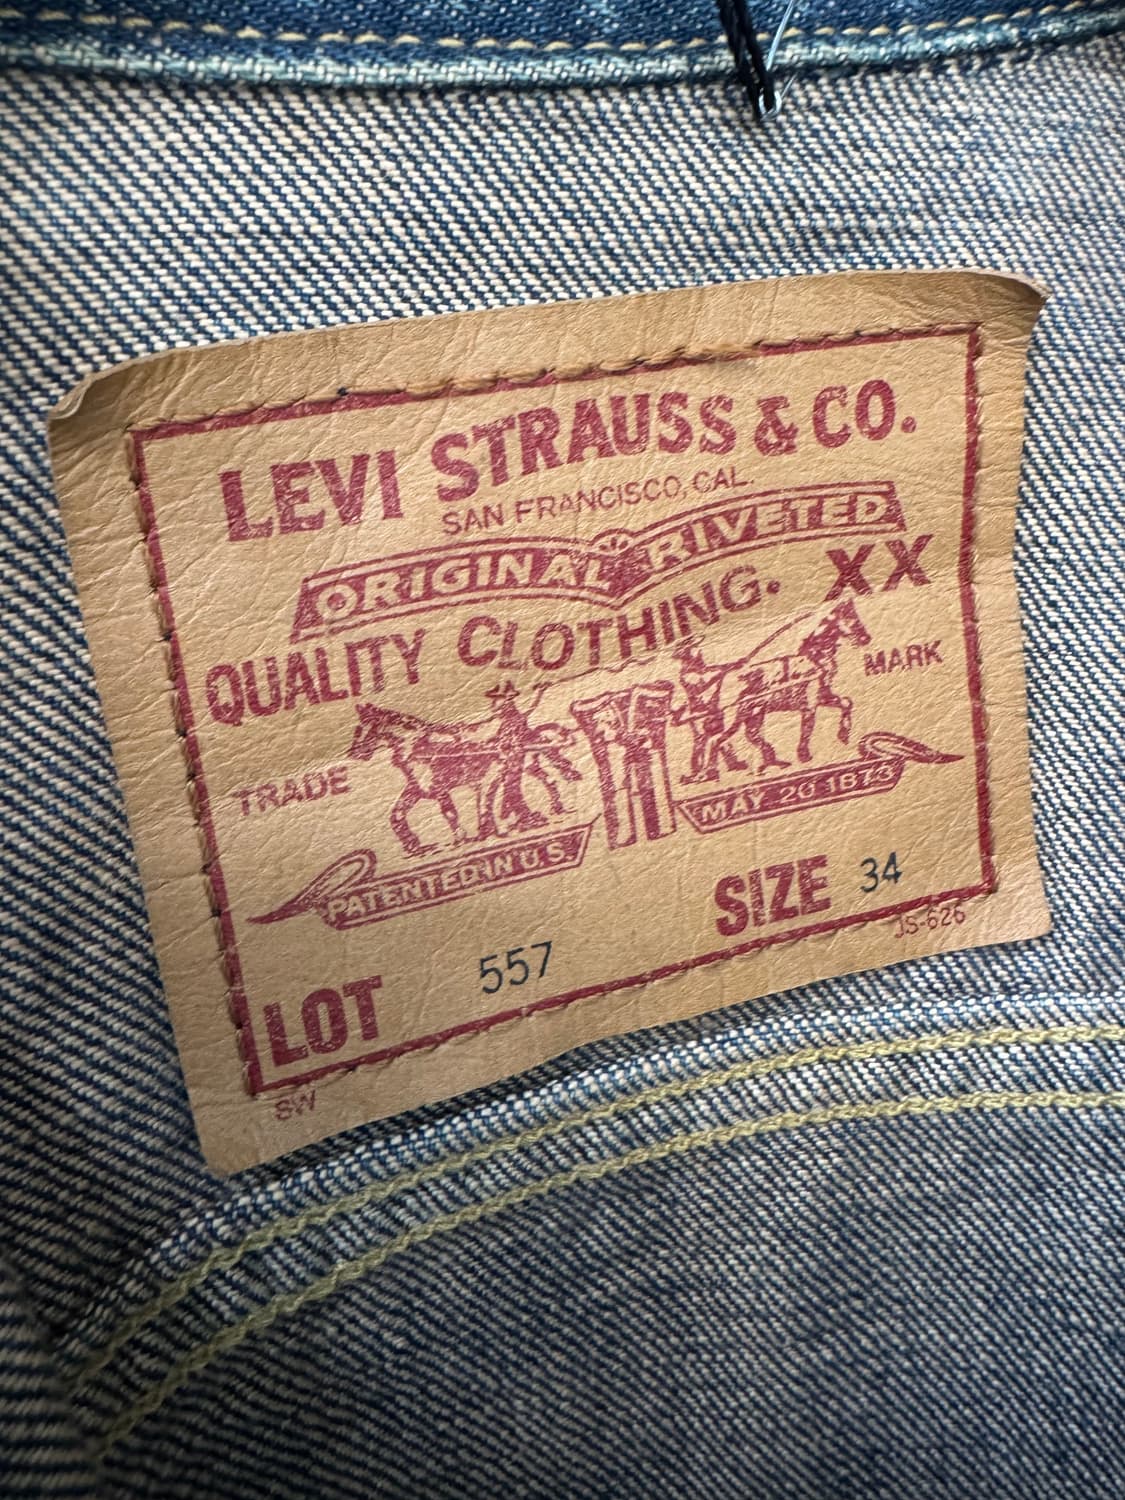 LEVI STRAUSS & CO.
SAN FRANCISCO, CAL.
ORIGINAL RIVETED
QUALITY CLOTHING. XX
TRADE MARK
PATENTED IN U.S. MAY 20 1873
SIZE 34
LOT 557
JS-626
SW